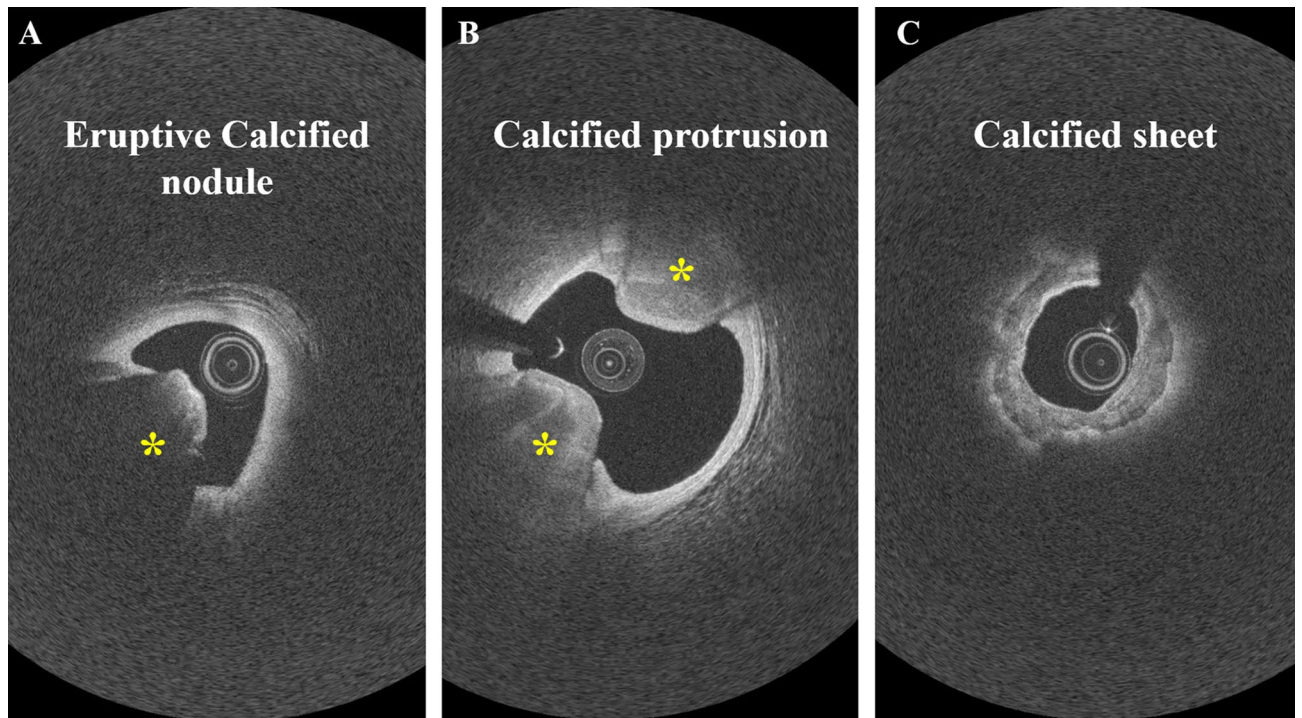 A
Eruptive Calcified
nodule
*
B
Calcified protrusion
*
*
C
Calcified sheet